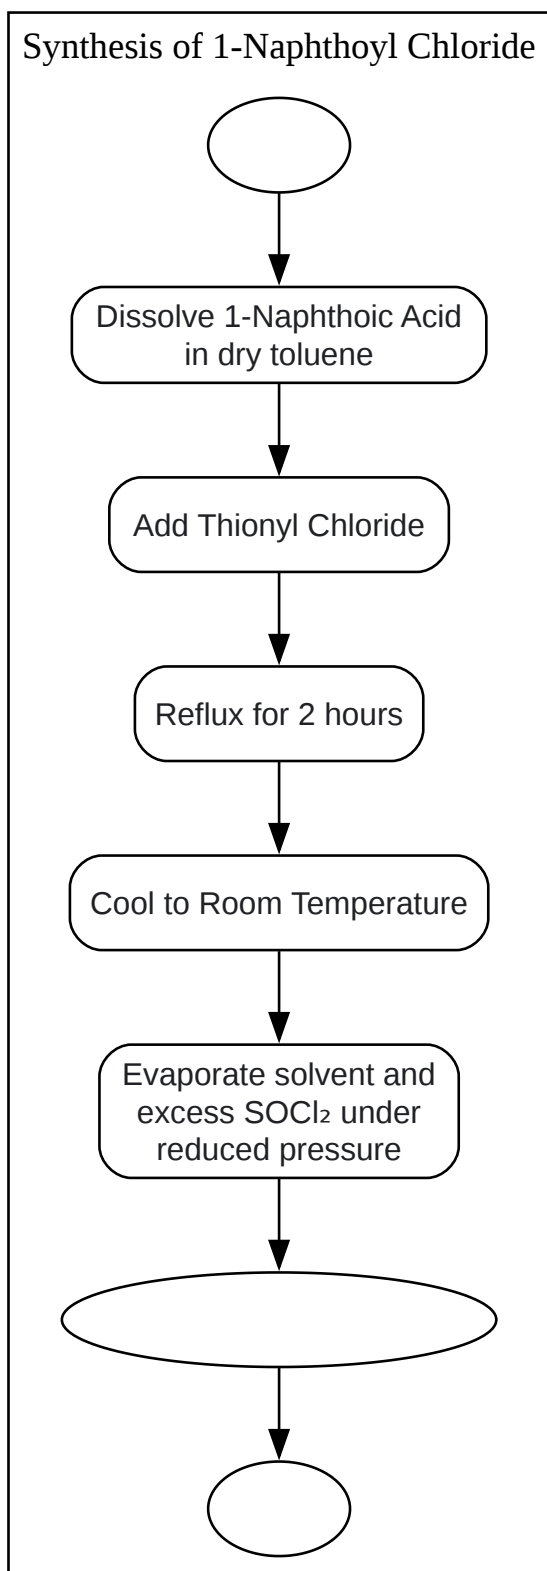 Synthesis of 1-Naphthoyl Chloride
Dissolve 1-Naphthoic Acid
in dry toluene
Add Thionyl Chloride
Reflux for 2 hours
Cool to Room Temperature
Evaporate solvent and
excess SOCl₂ under
reduced pressure